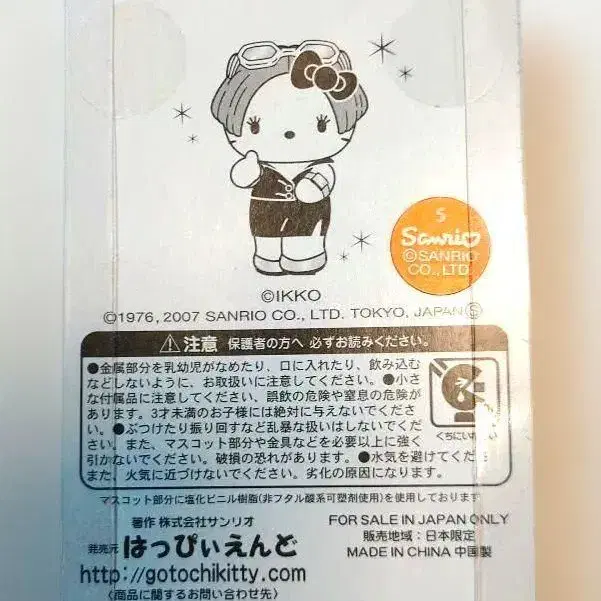 5
Sanrio
©SANRIO
CO., LTD.
©IKKO
©1976, 2007 SANRIO CO., LTD. TOKYO, JAPAN Ⓢ
⚠注意 保護者の方へ 必ずお読みください。
●金属部分を乳幼児がなめたり、口に入れたり、飲み込む
などしないように、お取扱いに注意してください。●小さ
な付属品に注意してください、誤飲の危険や窒息の危険が
あります。3才未満のお子様には絶対に与えないでくださ
い。●ぶつけたり振り回すなど乱暴な扱いはしないでくださ
い。また、マスコット部分や金具などを必要以上に強く
引かないでください。破損の恐れがあります。●水気を避けてくださ
い。また、火気に近づけないでください。劣化の原因になります。
くちにいれない
マスコット部分に塩化ビニル樹脂(非フタル酸系可塑剤使用)を使用しております
著作 株式会社サンリオ
発売元 はっぴぃえんど
http://gotochikitty.com
〈商品に関するお問い合わせ先〉
FOR SALE IN JAPAN ONLY
販売地域:日本限定
MADE IN CHINA 中国製